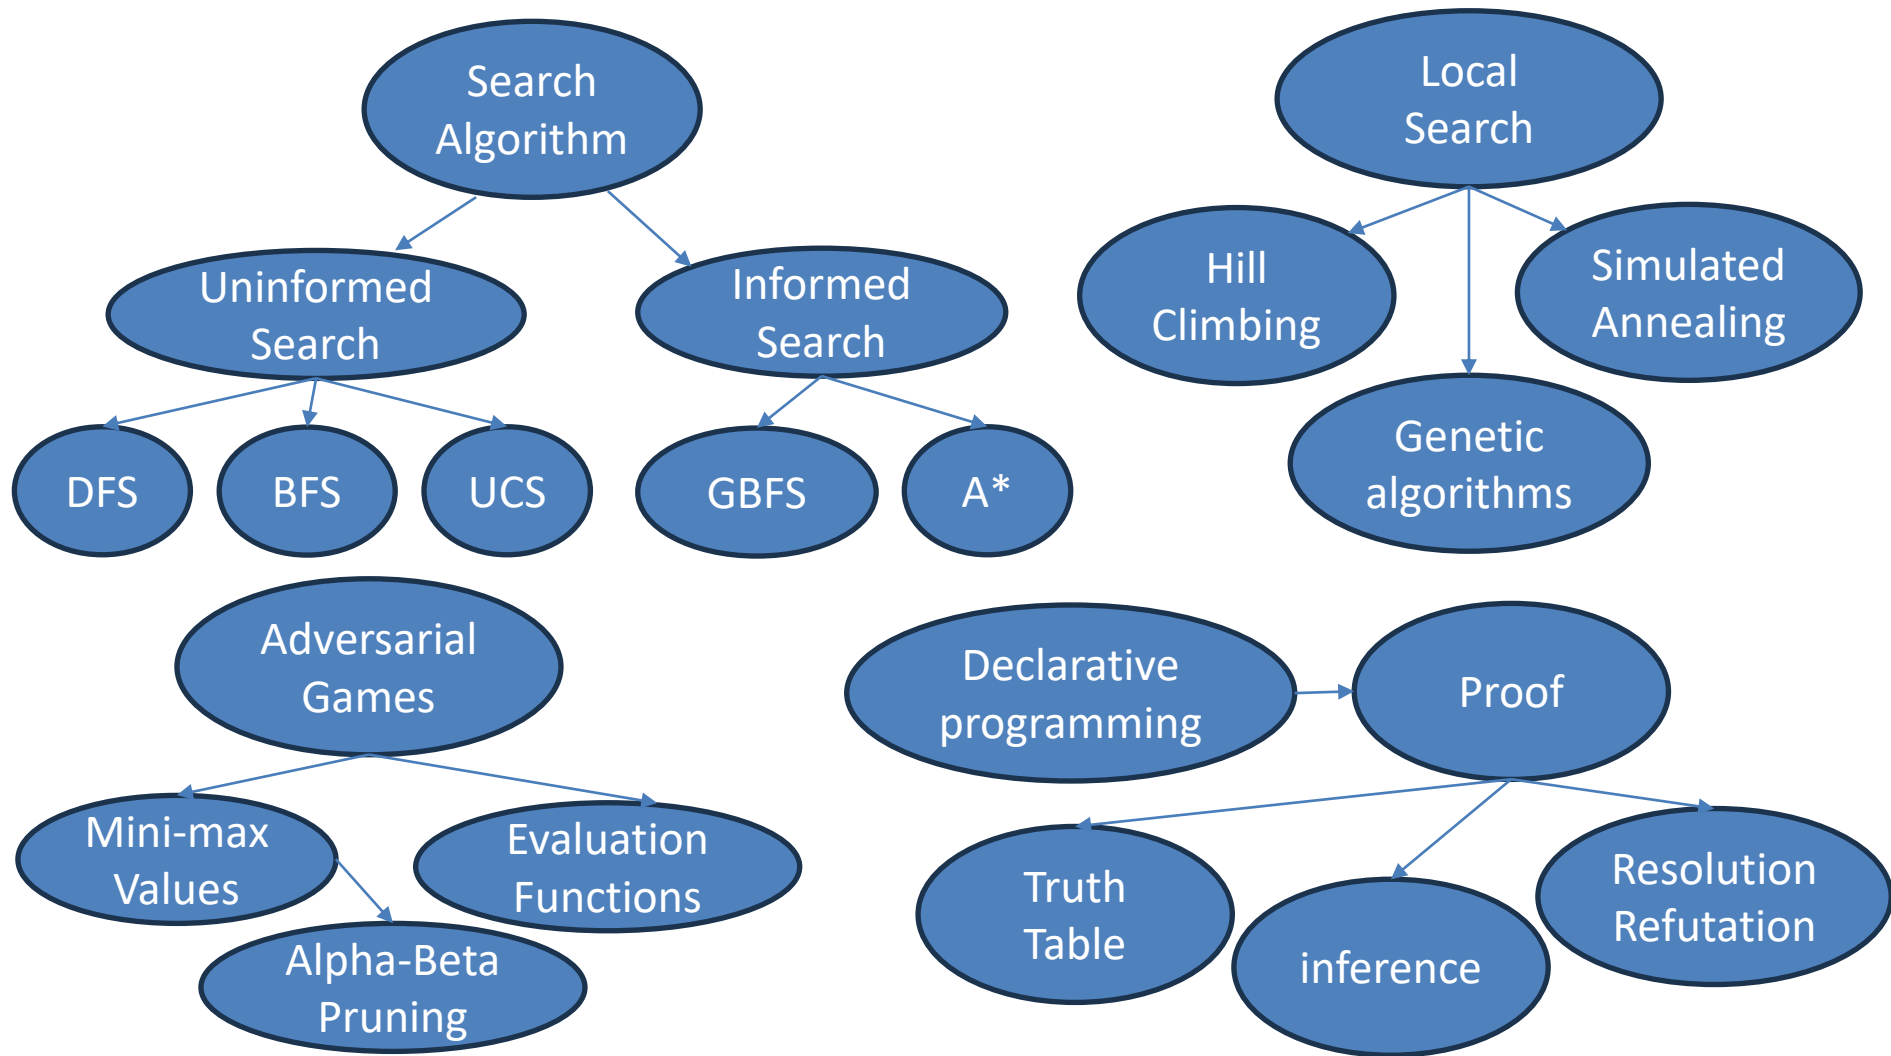 Search
Algorithm
Uninformed
Search
Informed
Search
DFS
BFS
UCS
GBFS
A*
Local
Search
Hill
Climbing
Simulated
Annealing
Genetic
algorithms
Adversarial
Games
Mini-max
Values
Evaluation
Functions
Alpha-Beta
Pruning
Declarative
programming
Proof
Truth
Table
inference
Resolution
Refutation